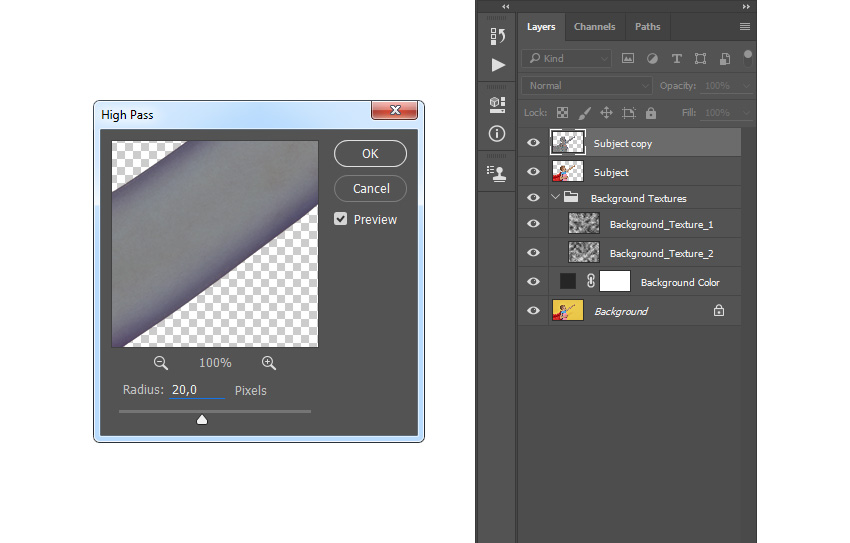 High Pass
OK
Cancel
Preview
100%
Radius: 20,0 Pixels
Layers Channels Paths
Kind
Normal Opacity: 100%
Lock: Fill: 100%
Subject copy
Subject
Background Textures
Background_Texture_1
Background_Texture_2
Background Color
Background